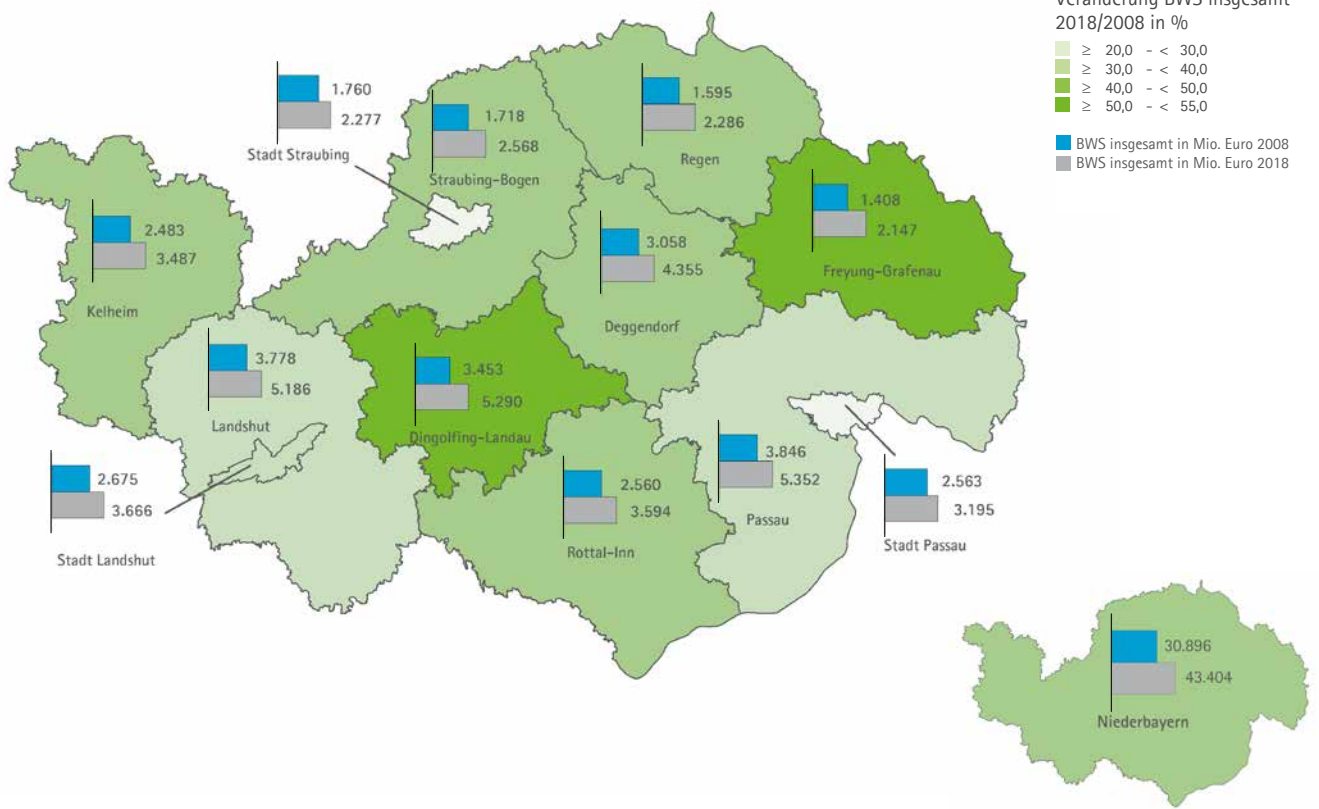 Veränderung BWS insgesamt
2018/2008 in %
≥ 20,0 - < 30,0
≥ 30,0 - < 40,0
≥ 40,0 - < 50,0
≥ 50,0 - < 55,0
BWS insgesamt in Mio. Euro 2008
BWS insgesamt in Mio. Euro 2018
1.760
2.277
Stadt Straubing
1.718
2.568
Straubing-Bogen
1.595
2.286
Regen
2.483
3.487
Kelheim
3.058
4.355
Deggendorf
1.408
2.147
Freyung-Grafenau
3.778
5.186
Landshut
3.453
5.290
Dingolfing-Landau
2.675
3.666
Stadt Landshut
2.560
3.594
Rottal-Inn
3.846
5.352
Passau
2.563
3.195
Stadt Passau
30.896
43.404
Niederbayern